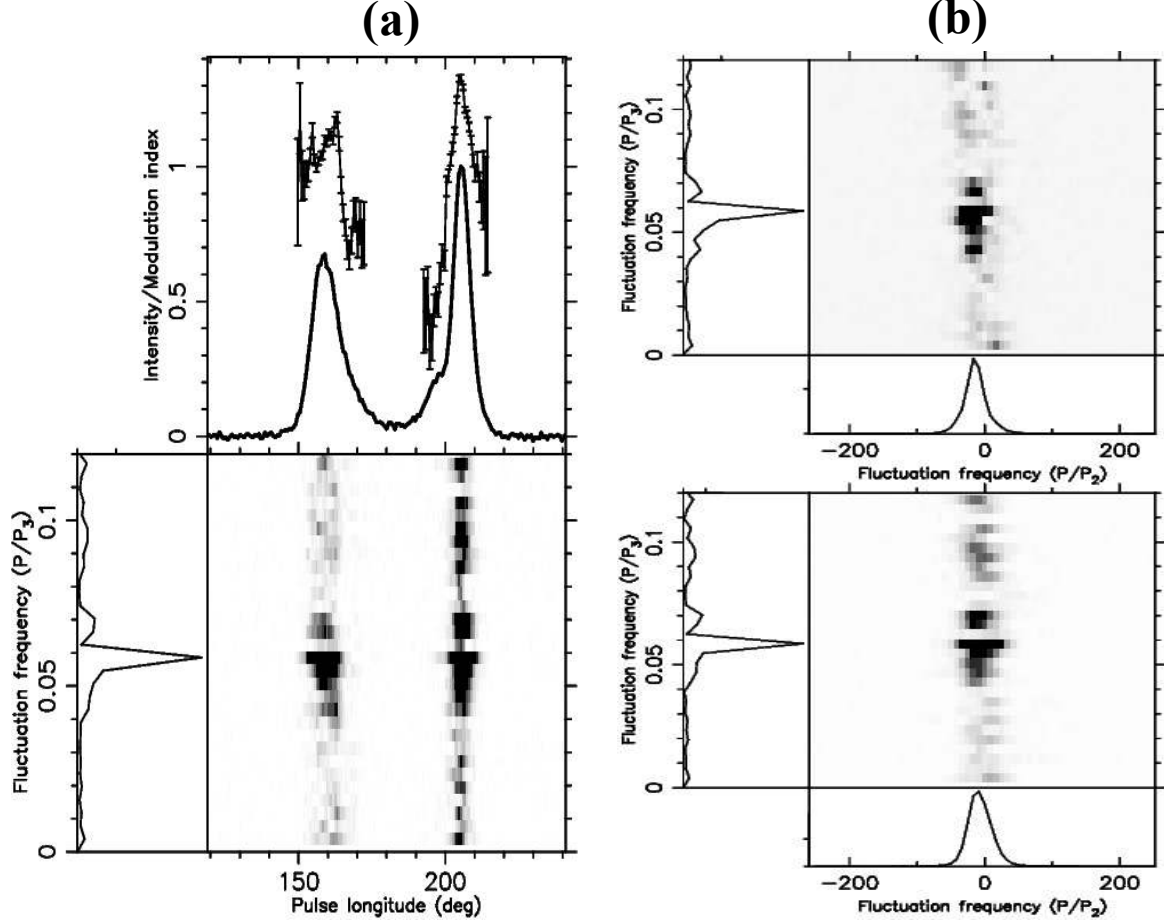 (a)
(b)
Intensity/Modulation index
1
0.5
0
Fluctuation frequency (P/P3)
0.1
0.05
0
150
200
Pulse longitude (deg)
Fluctuation frequency (P/P3)
0.1
0.05
0
−200
0
200
Fluctuation frequency (P/P2)
Fluctuation frequency (P/P3)
0.1
0.05
0
−200
0
200
Fluctuation frequency (P/P2)